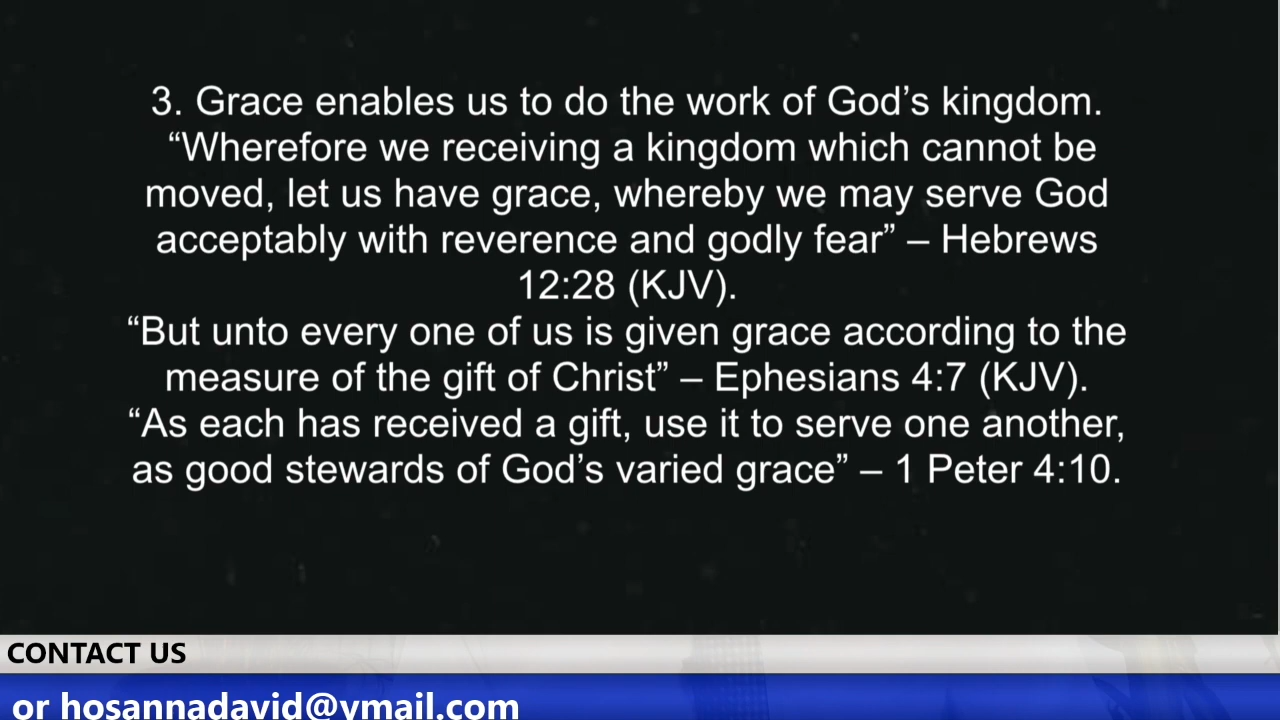 3. Grace enables us to do the work of God’s kingdom.
“Wherefore we receiving a kingdom which cannot be
moved, let us have grace, whereby we may serve God
acceptably with reverence and godly fear” – Hebrews
12:28 (KJV).
“But unto every one of us is given grace according to the
measure of the gift of Christ” – Ephesians 4:7 (KJV).
“As each has received a gift, use it to serve one another,
as good stewards of God’s varied grace” – 1 Peter 4:10.
CONTACT US
or hosannadavid@ymail.com